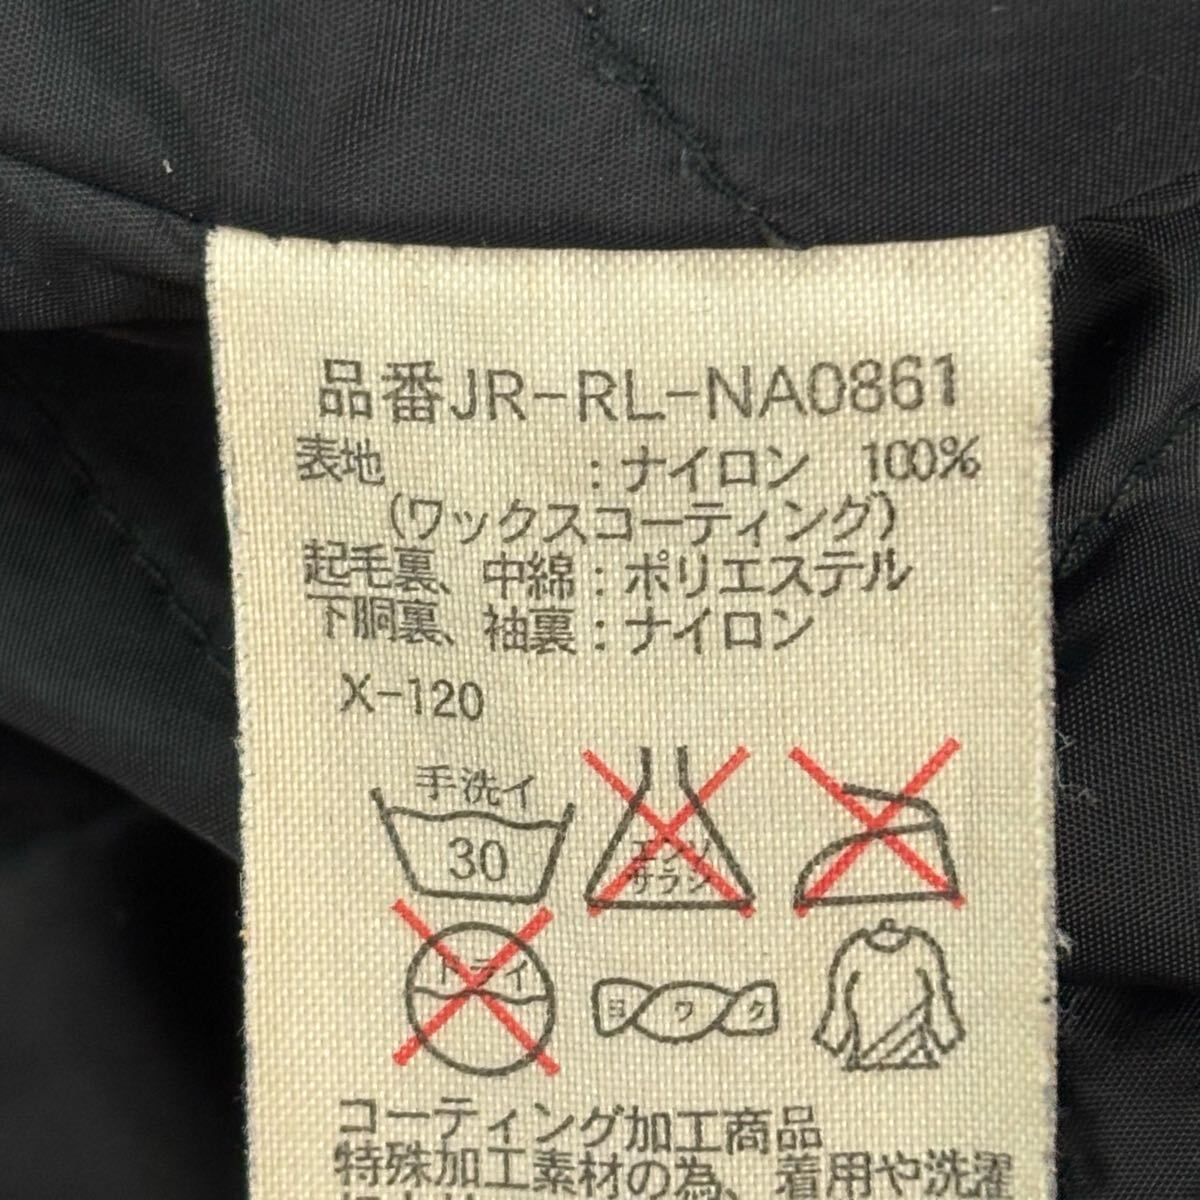 品番JR-RL-NA0861
表地 :ナイロン 100%
(ワックスコーティング)
起毛裏、中綿:ポリエステル
下胴裏、袖裏:ナイロン
X-120
手洗イ
30
エンソ
サラシ
ドライ
ヨワク
コーティング加工商品
特殊加工素材の為、着用や洗濯